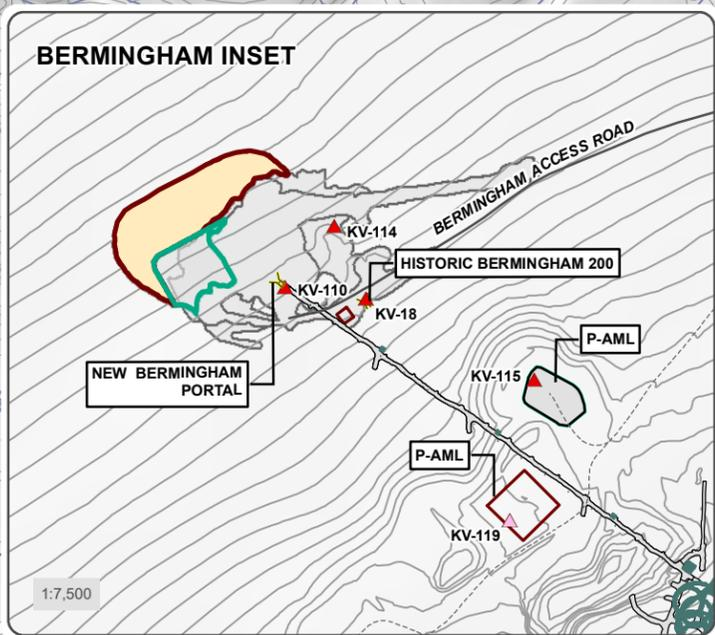 BERMINGHAM INSET
BERMINGHAM ACCESS ROAD
KV-114
HISTORIC BERMINGHAM 200
KV-110
KV-18
P-AML
NEW BERMINGHAM
PORTAL
KV-115
P-AML
KV-119
1:7,500